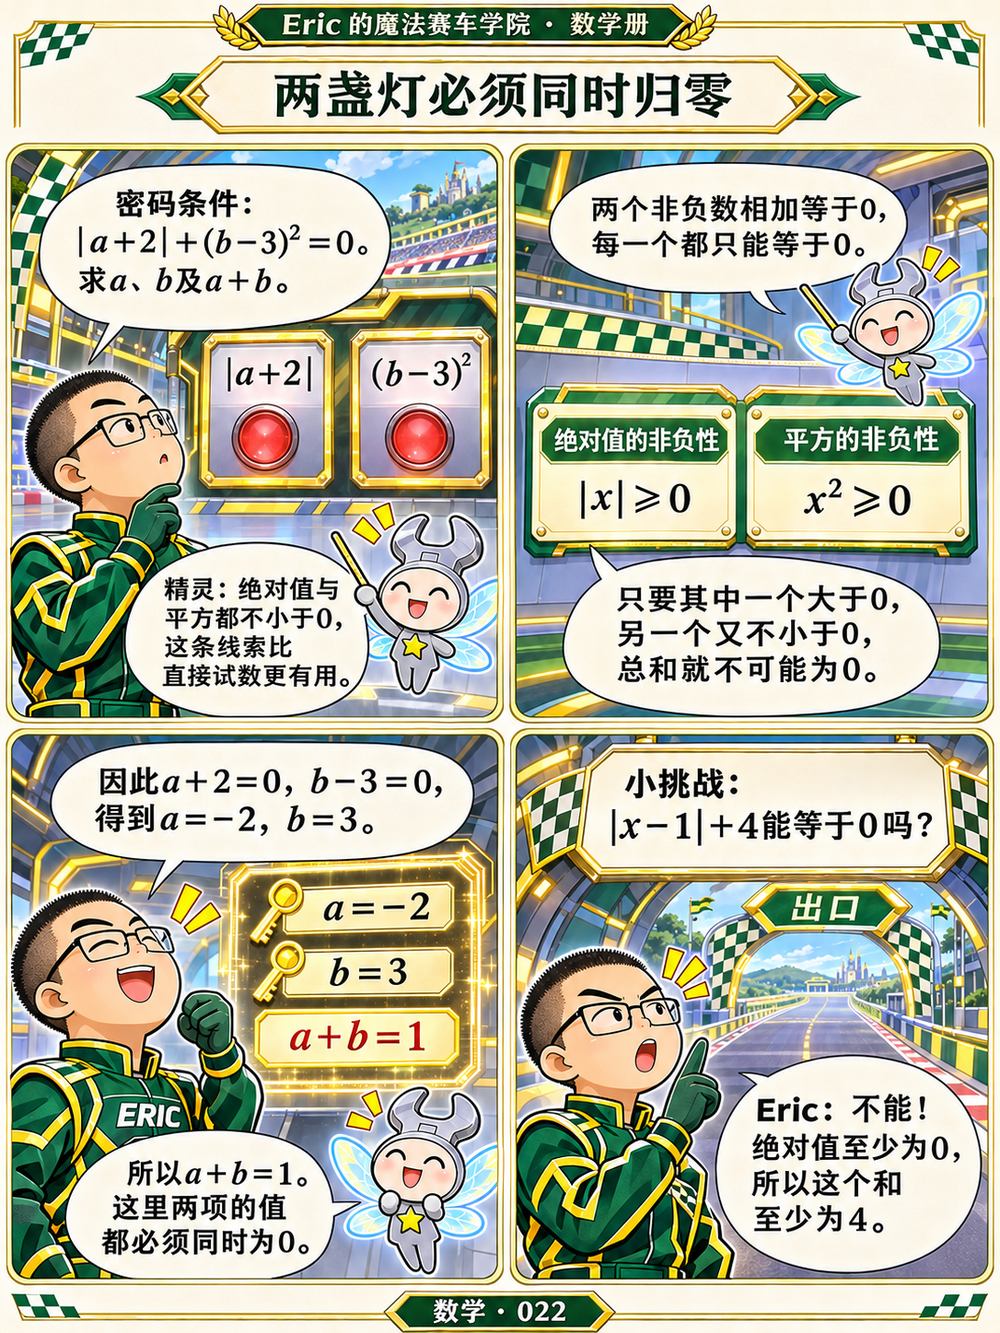 Eric 的魔法赛车学院 · 数学册
两盏灯必须同时归零
密码条件：
|a+2|+(b−3)²=0。
求a、b及a+b。
|a+2|
(b−3)²
精灵：绝对值与
平方都不小于0，
这条线索比
直接试数更有用。
两个非负数相加等于0，
每一个都只能等于0。
绝对值的非负性
|x|⩾0
平方的非负性
x²⩾0
只要其中一个大于0，
另一个又不小于0，
总和就不可能为0。
因此a+2=0，b−3=0，
得到a=−2，b=3。
a=−2
b=3
a+b=1
ERIC
所以a+b=1。
这里两项的值
都必须同时为0。
小挑战：
|x−1|+4能等于0吗？
出口
Eric：不能！
绝对值至少为0，
所以这个和
至少为4。
数学 · 022